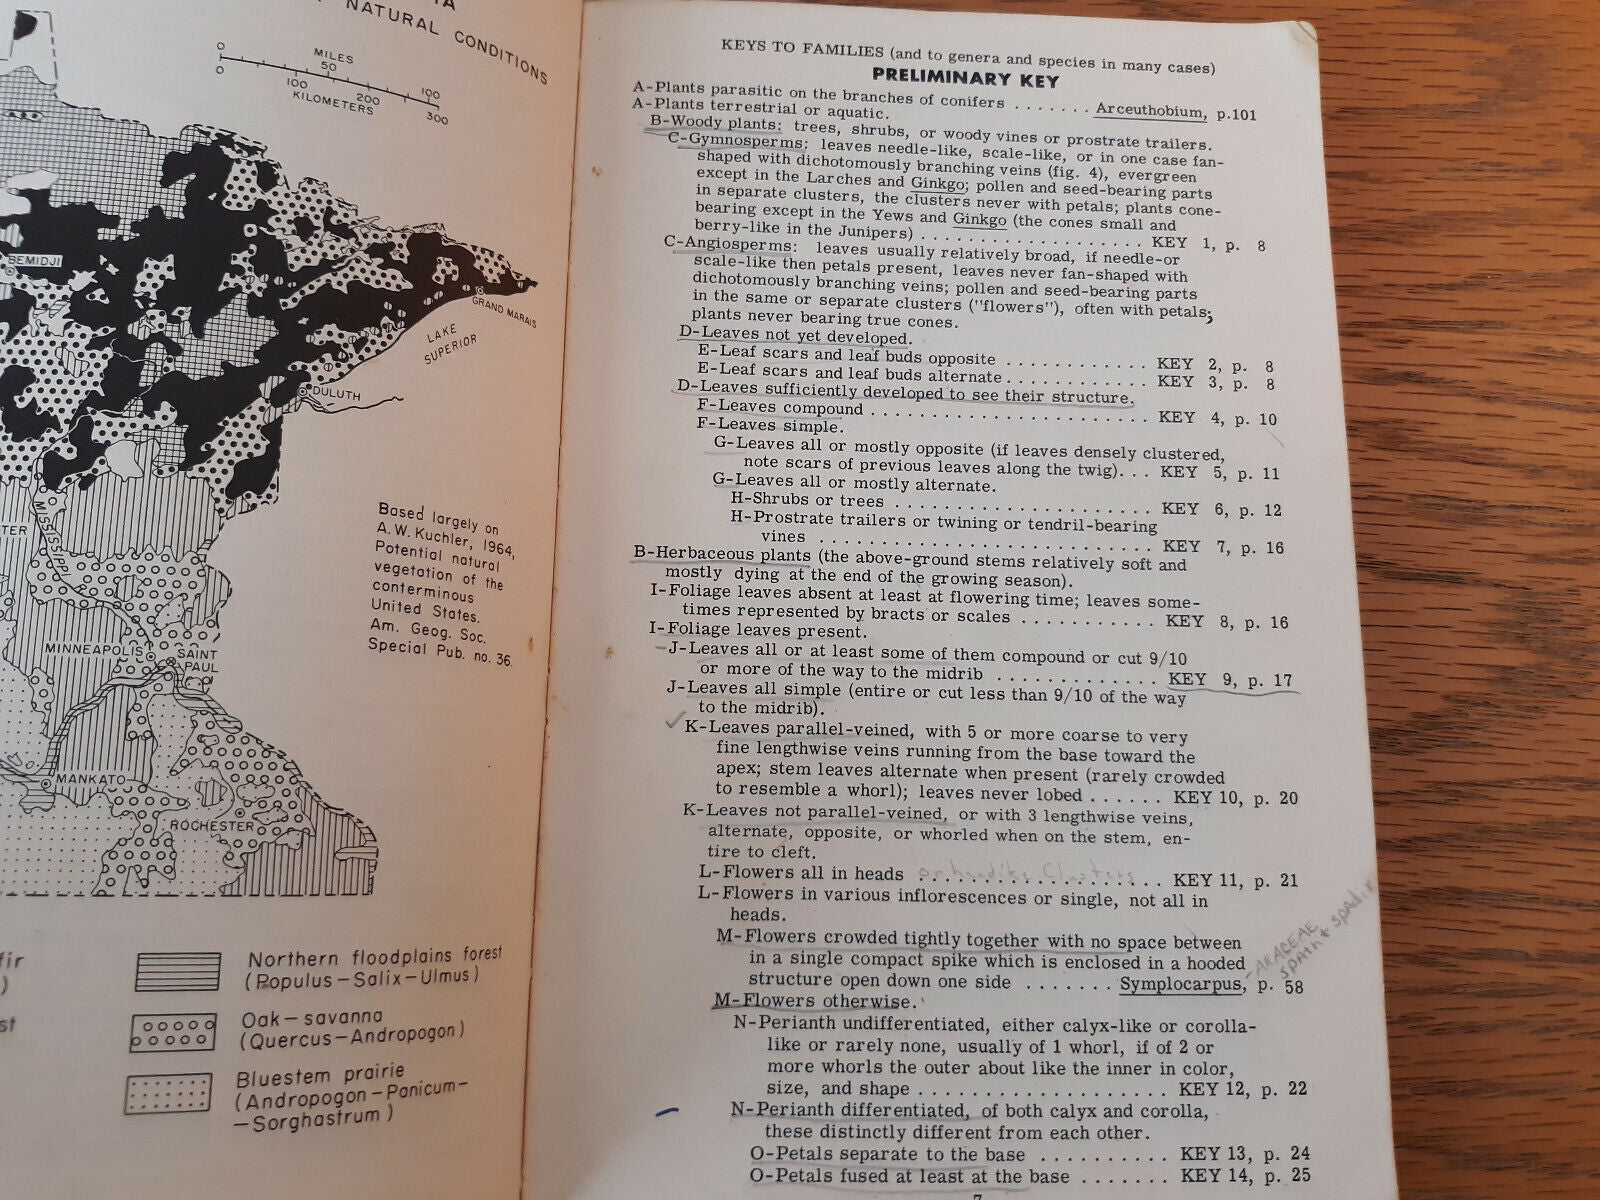 NATURAL CONDITIONS
MILES
0 50 100
0 100 200 300
KILOMETERS
BEMIDJI
GRAND MARAIS
LAKE
SUPERIOR
DULUTH
MISSISSIPPI
MINNEAPOLIS
SAINT
PAUL
MANKATO
ROCHESTER
Based largely on
A.W. Kuchler, 1964,
Potential natural
vegetation of the
conterminous
United States.
Am. Geog. Soc.
Special Pub. no. 36.
Northern floodplains forest
(Populus-Salix-Ulmus)
Oak-savanna
(Quercus-Andropogon)
Bluestem prairie
(Andropogon-Panicum-
-Sorghastrum)
KEYS TO FAMILIES (and to genera and species in many cases)
PRELIMINARY KEY
A-Plants parasitic on the branches of conifers ....... Arceuthobium, p.101
A-Plants terrestrial or aquatic.
B-Woody plants: trees, shrubs, or woody vines or prostrate trailers.
C-Gymnosperms: leaves needle-like, scale-like, or in one case fan-
shaped with dichotomously branching veins (fig. 4), evergreen
except in the Larches and Ginkgo; pollen and seed-bearing parts
in separate clusters, the clusters never with petals; plants cone-
bearing except in the Yews and Ginkgo (the cones small and
berry-like in the Junipers) .................. KEY 1, p. 8
C-Angiosperms: leaves usually relatively broad, if needle-or
scale-like then petals present, leaves never fan-shaped with
dichotomously branching veins; pollen and seed-bearing parts
in the same or separate clusters ("flowers"), often with petals;
plants never bearing true cones.
D-Leaves not yet developed.
E-Leaf scars and leaf buds opposite ............ KEY 2, p. 8
E-Leaf scars and leaf buds alternate............ KEY 3, p. 8
D-Leaves sufficiently developed to see their structure.
F-Leaves compound ....................... KEY 4, p. 10
F-Leaves simple.
G-Leaves all or mostly opposite (if leaves densely clustered,
note scars of previous leaves along the twig)... KEY 5, p. 11
G-Leaves all or mostly alternate.
H-Shrubs or trees ..................... KEY 6, p. 12
H-Prostrate trailers or twining or tendril-bearing
vines ........................... KEY 7, p. 16
B-Herbaceous plants (the above-ground stems relatively soft and
mostly dying at the end of the growing season).
I-Foliage leaves absent at least at flowering time; leaves some-
times represented by bracts or scales ........... KEY 8, p. 16
I-Foliage leaves present.
J-Leaves all or at least some of them compound or cut 9/10
or more of the way to the midrib ............. KEY 9, p. 17
J-Leaves all simple (entire or cut less than 9/10 of the way
to the midrib).
K-Leaves parallel-veined, with 5 or more coarse to very
fine lengthwise veins running from the base toward the
apex; stem leaves alternate when present (rarely crowded
to resemble a whorl); leaves never lobed ...... KEY 10, p. 20
K-Leaves not parallel-veined, or with 3 lengthwise veins,
alternate, opposite, or whorled when on the stem, en-
tire to cleft.
L-Flowers all in heads or headlike clusters .................... KEY 11, p. 21
L-Flowers in various inflorescences or single, not all in
heads.
M-Flowers crowded tightly together with no space between
in a single compact spike which is enclosed in a hooded
structure open down one side ....... Symplocarpus, p. 58
-ARACEAE
SPATH & SPADIX
M-Flowers otherwise.
N-Perianth undifferentiated, either calyx-like or corolla-
like or rarely none, usually of 1 whorl, if of 2 or
more whorls the outer about like the inner in color,
size, and shape .................... KEY 12, p. 22
N-Perianth differentiated, of both calyx and corolla,
these distinctly different from each other.
O-Petals separate to the base .......... KEY 13, p. 24
O-Petals fused at least at the base ....... KEY 14, p. 25